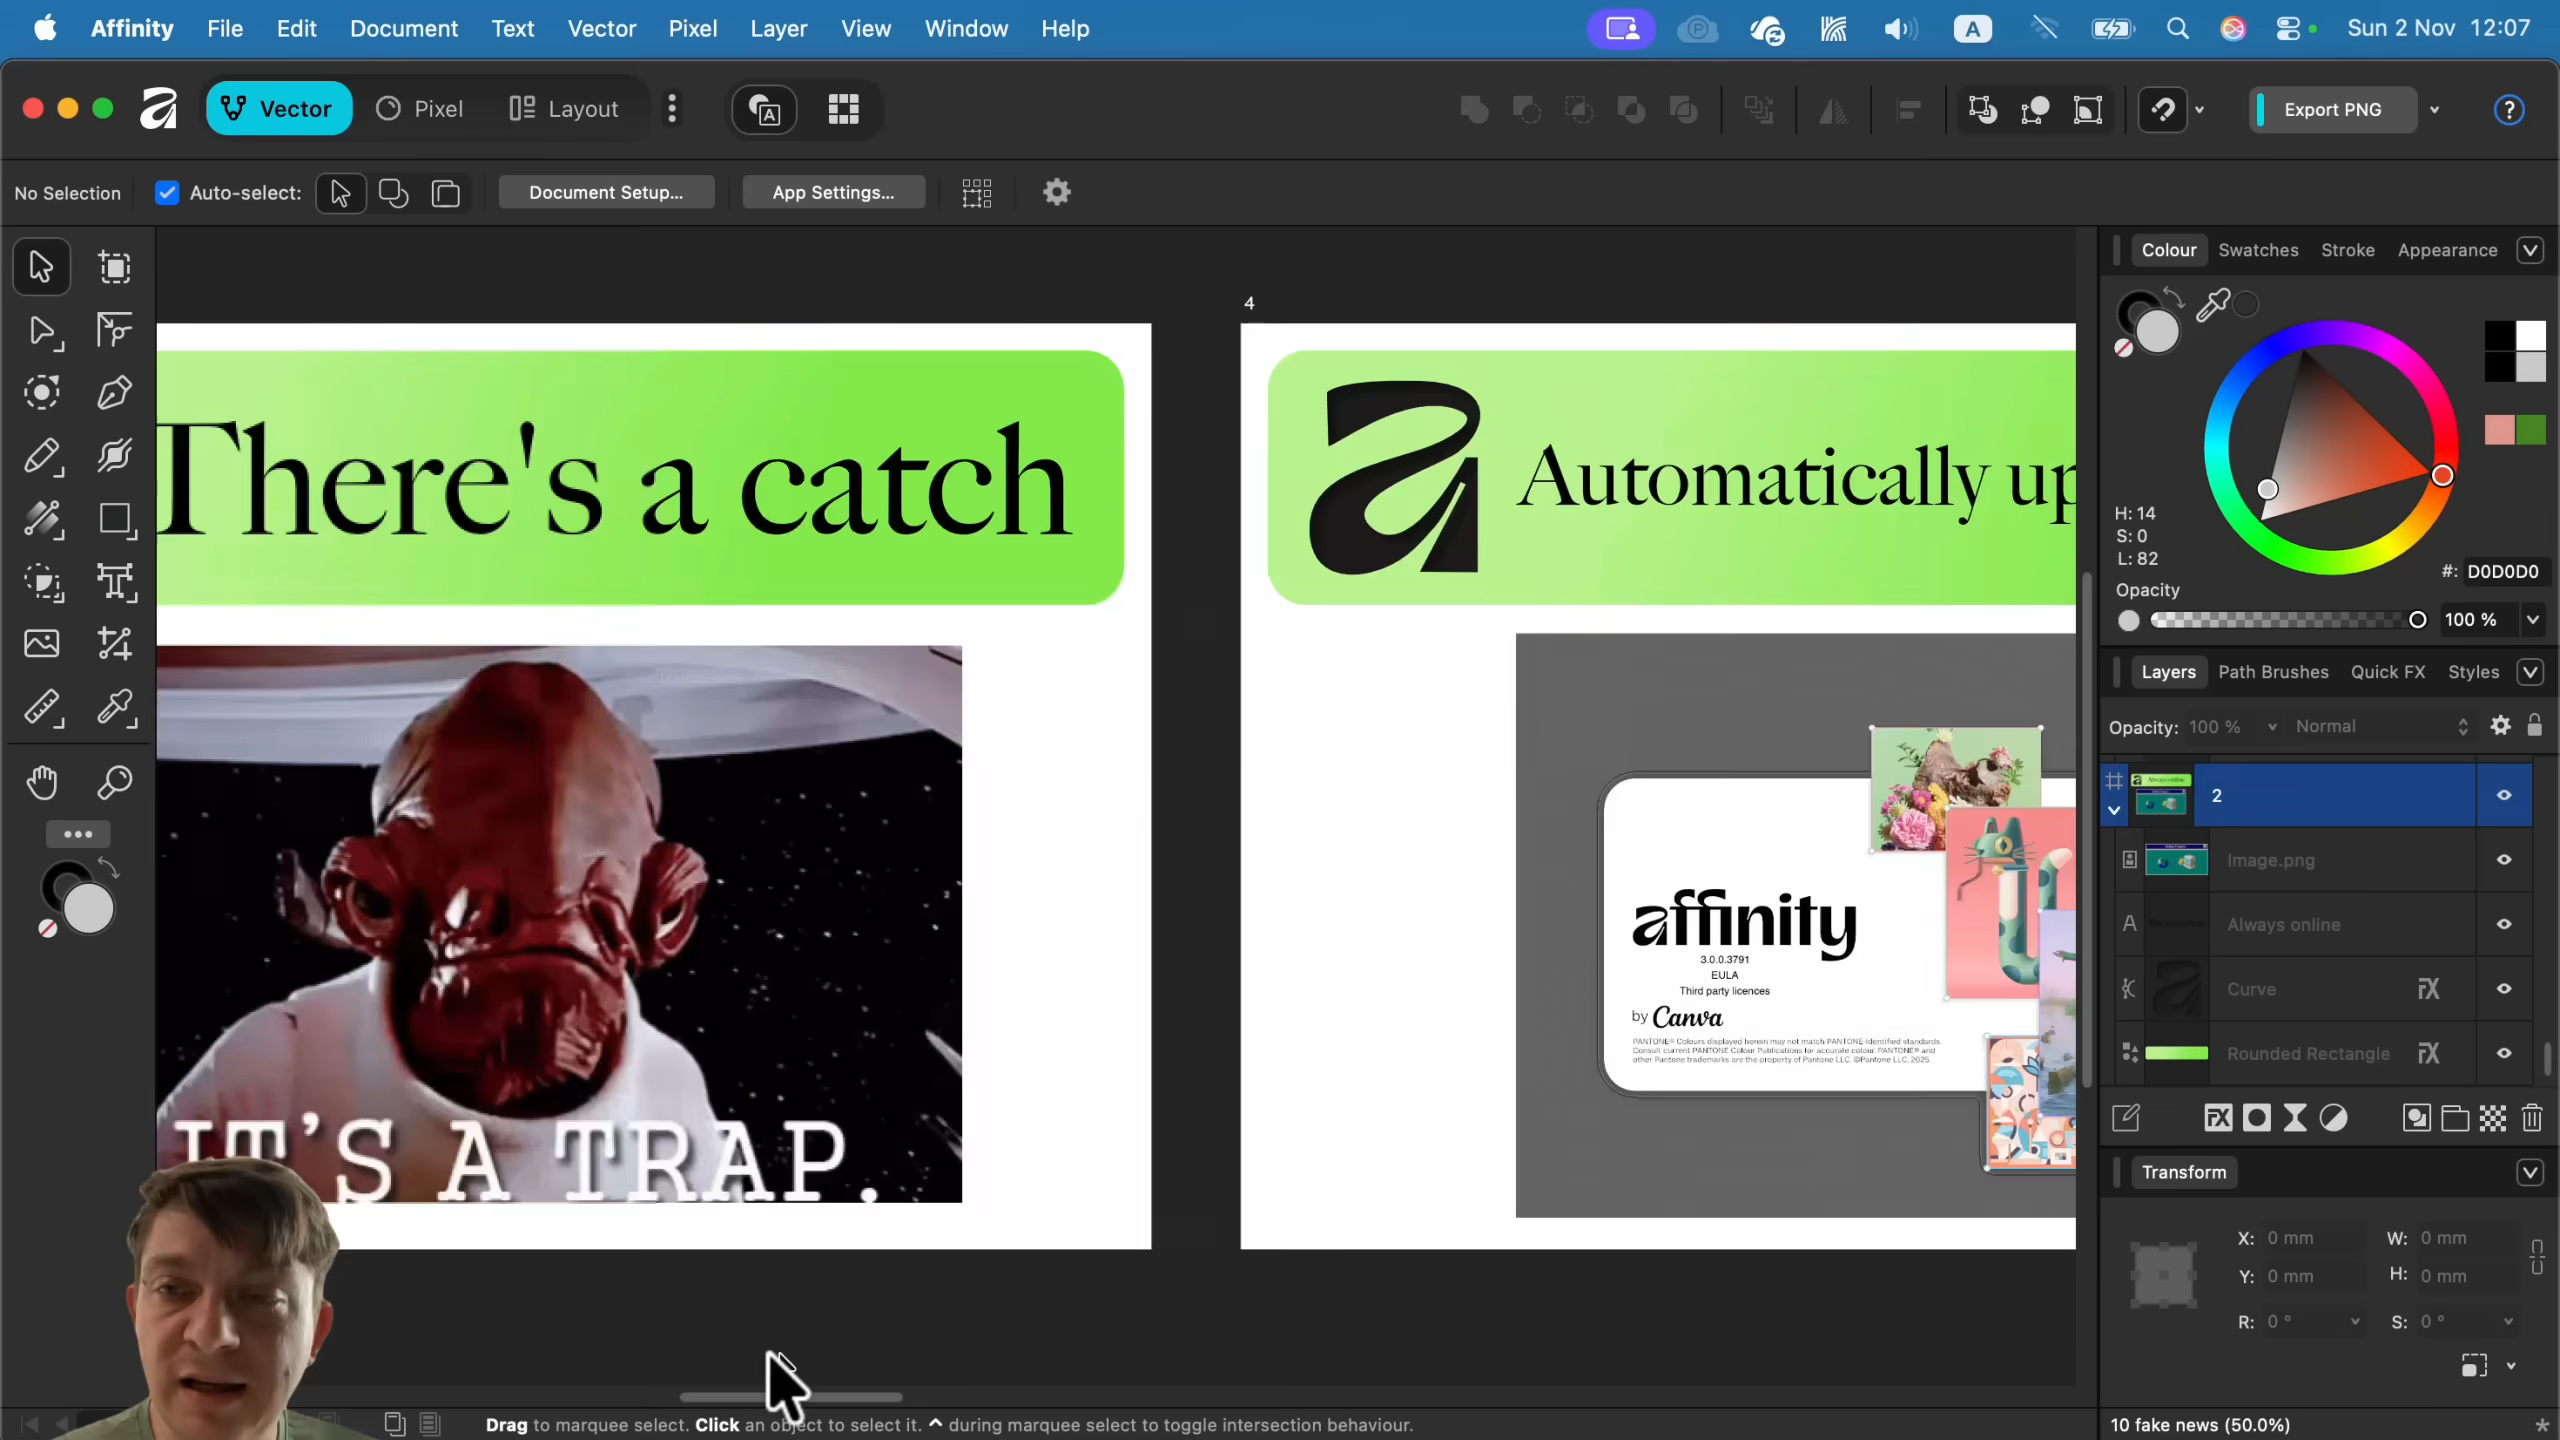 Affinity File Edit Document Text Vector Pixel Layer View Window Help A Sun 2 Nov 12:07
Vector Pixel Layout A Export PNG ?
No Selection Auto-select: Document Setup... App Settings...
Colour Swatches Stroke Appearance
4
There's a catch
Automatically up
H: 14
S: 0
L: 82
#: D0D0D0
Opacity
100 %
Layers Path Brushes Quick FX Styles
Opacity: 100 % Normal
2
Image.png
Always online
Curve
Rounded Rectangle
affinity
3.0.0.3791
EULA
Third party licences
by Canva
PANTONE® Colours displayed herein may not match PANTONE-identified standards.
Consult current PANTONE Colour Publications for accurate colour. PANTONE® and
other Pantone trademarks are the property of Pantone LLC. ©Pantone LLC, 2025.
IT'S A TRAP.
Transform
X: 0 mm W: 0 mm
Y: 0 mm H: 0 mm
R: 0 ° S: 0 °
Drag to marquee select. Click an object to select it. ^ during marquee select to toggle intersection behaviour.
10 fake news (50.0%)